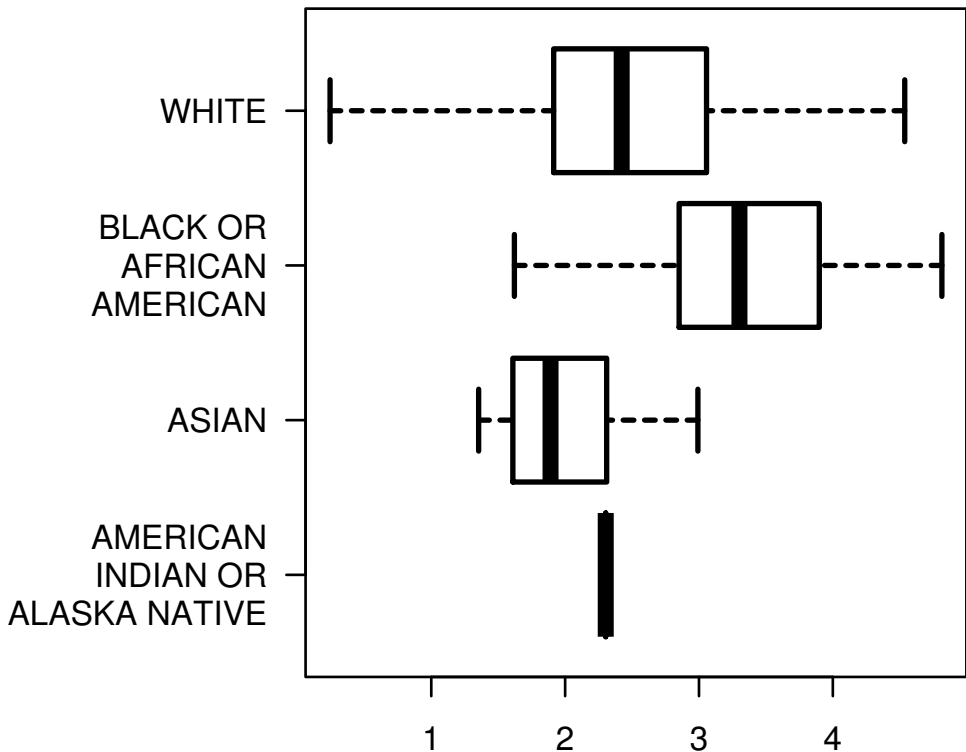 WHITE
BLACK OR
AFRICAN
AMERICAN
ASIAN
AMERICAN
INDIAN OR
ALASKA NATIVE
1 2 3 4